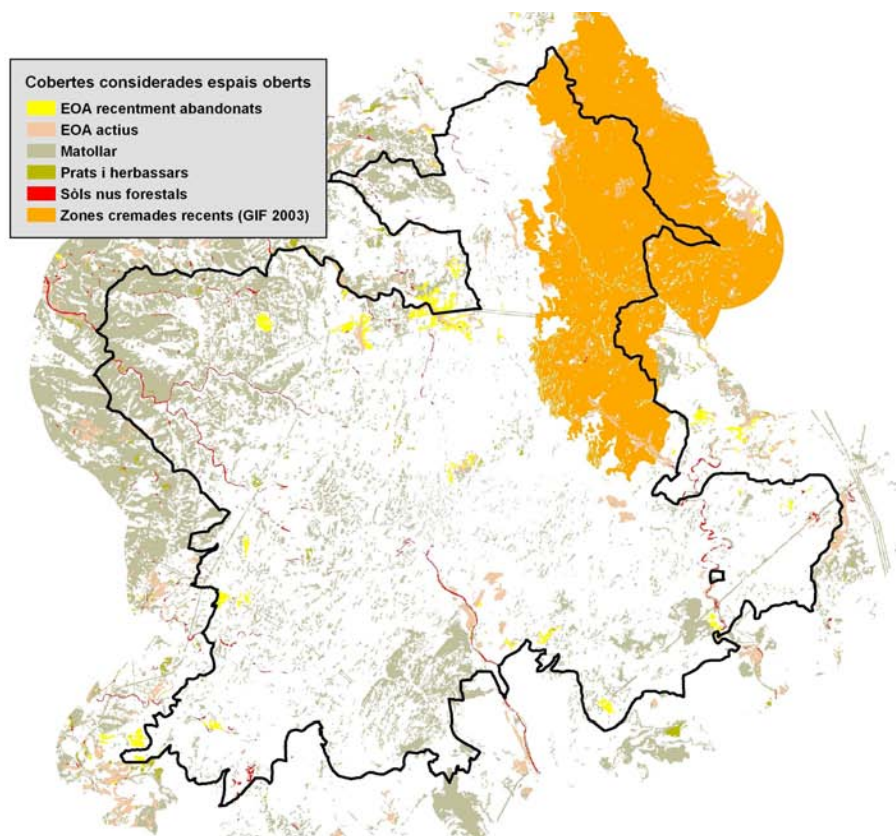 Cobertes considerades espais oberts
EOA recentment abandonats
EOA actius
Matollar
Prats i herbassars
Sòls nus forestals
Zones cremades recents (GIF 2003)